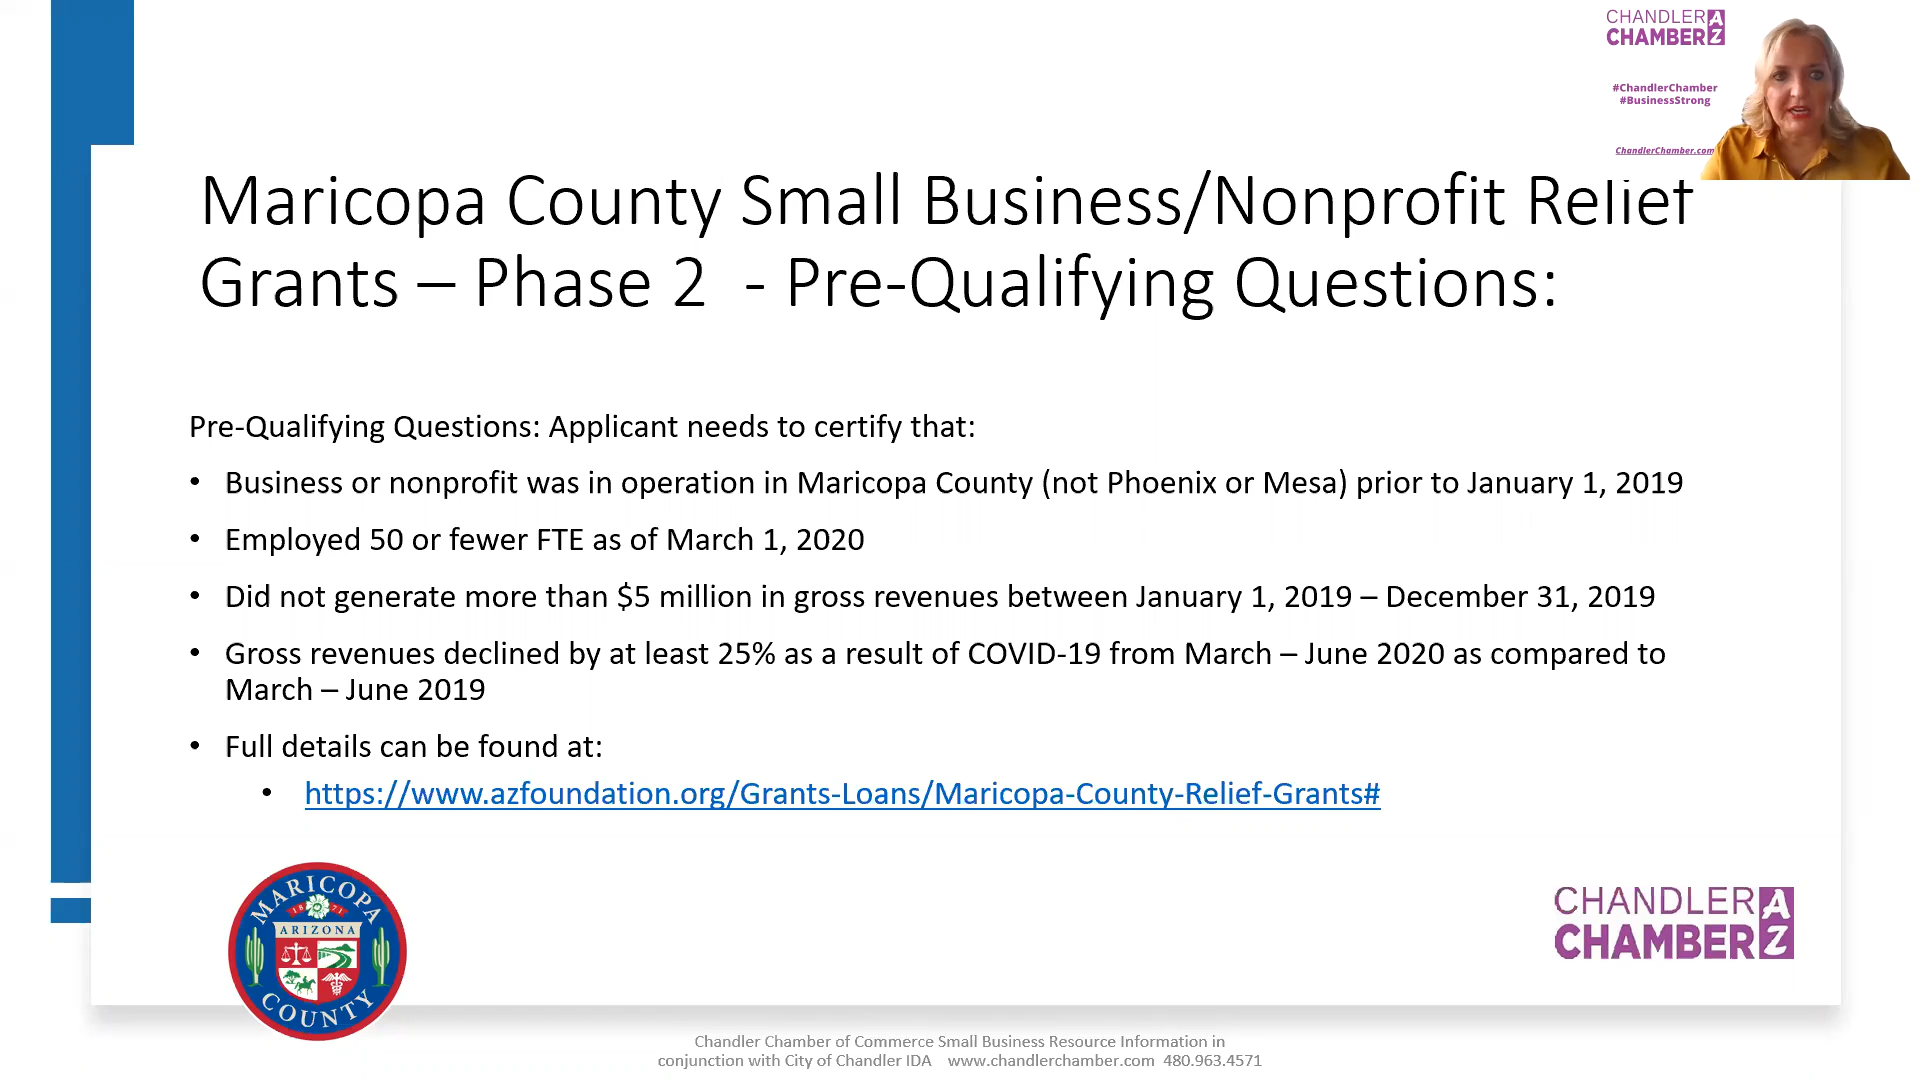 CHANDLER AZ
CHAMBER
#ChandlerChamber
#BusinessStrong
ChandlerChamber.com
Maricopa County Small Business/Nonprofit Relief
Grants – Phase 2 - Pre-Qualifying Questions:
Pre-Qualifying Questions: Applicant needs to certify that:
• Business or nonprofit was in operation in Maricopa County (not Phoenix or Mesa) prior to January 1, 2019
• Employed 50 or fewer FTE as of March 1, 2020
• Did not generate more than $5 million in gross revenues between January 1, 2019 – December 31, 2019
• Gross revenues declined by at least 25% as a result of COVID-19 from March – June 2020 as compared to
March – June 2019
• Full details can be found at:
• https://www.azfoundation.org/Grants-Loans/Maricopa-County-Relief-Grants#
MARICOPA
1871
ARIZONA
COUNTY
CHANDLER AZ
CHAMBER
Chandler Chamber of Commerce Small Business Resource Information in
conjunction with City of Chandler IDA www.chandlerchamber.com 480.963.4571